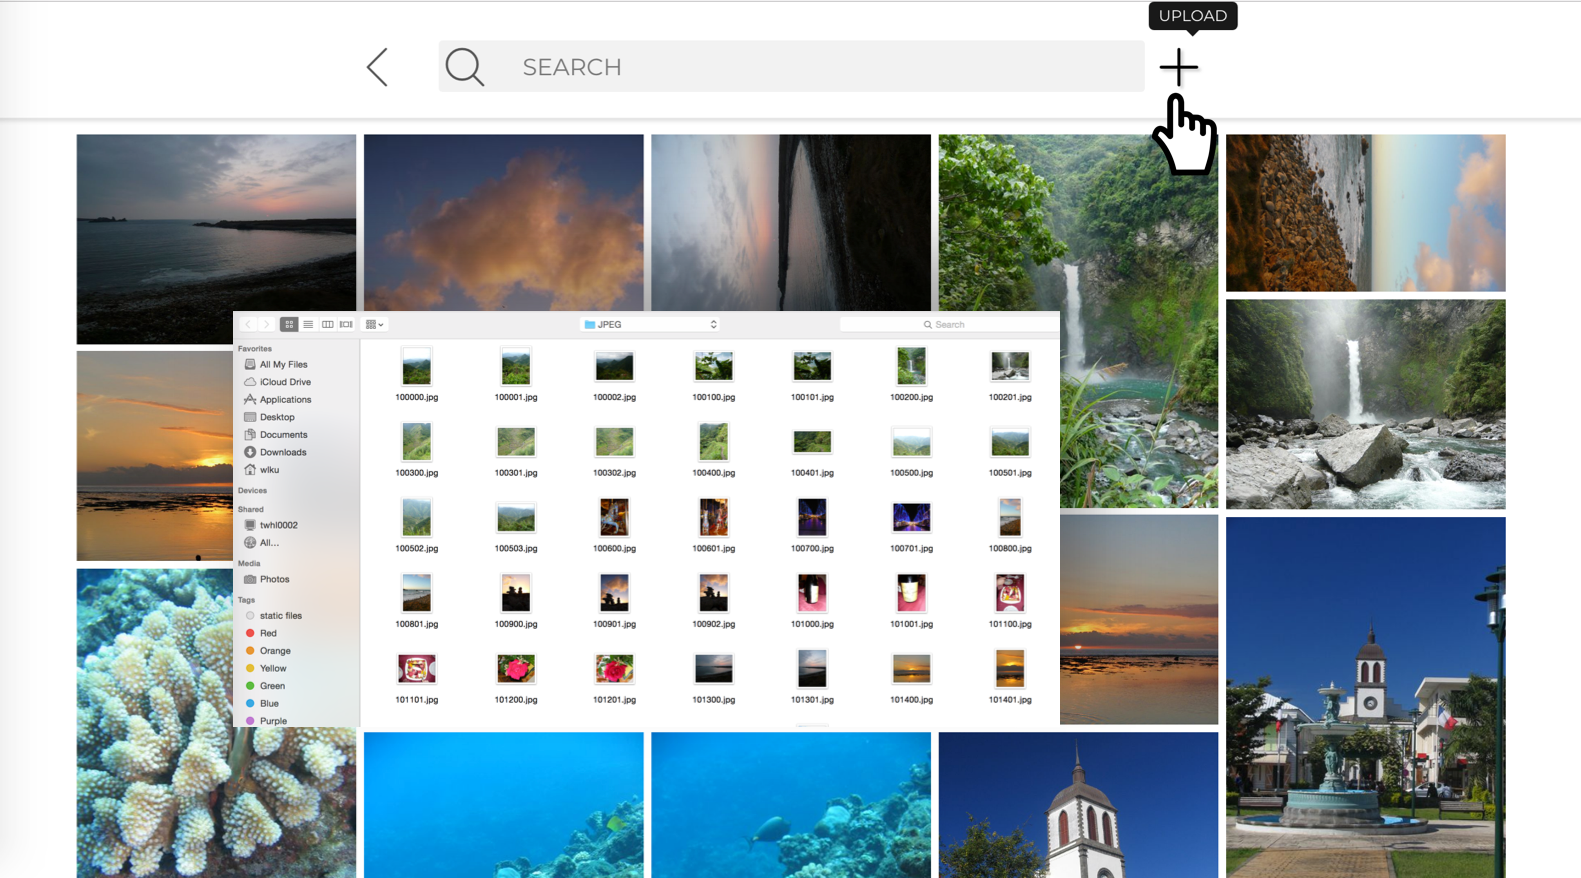 UPLOAD
SEARCH
JPEG
Search
Favorites
All My Files
iCloud Drive
Applications
Desktop
Documents
Downloads
wlku
Devices
Shared
twhl0002
All...
Media
Photos
Tags
static files
Red
Orange
Yellow
Green
Blue
Purple
100000.jpg 100001.jpg 100002.jpg 100100.jpg 100101.jpg 100200.jpg 100201.jpg
100300.jpg 100301.jpg 100302.jpg 100400.jpg 100401.jpg 100500.jpg 100501.jpg
100502.jpg 100503.jpg 100600.jpg 100601.jpg 100700.jpg 100701.jpg 100800.jpg
100801.jpg 100900.jpg 100901.jpg 100902.jpg 101000.jpg 101001.jpg 101100.jpg
101101.jpg 101200.jpg 101201.jpg 101300.jpg 101301.jpg 101400.jpg 101401.jpg